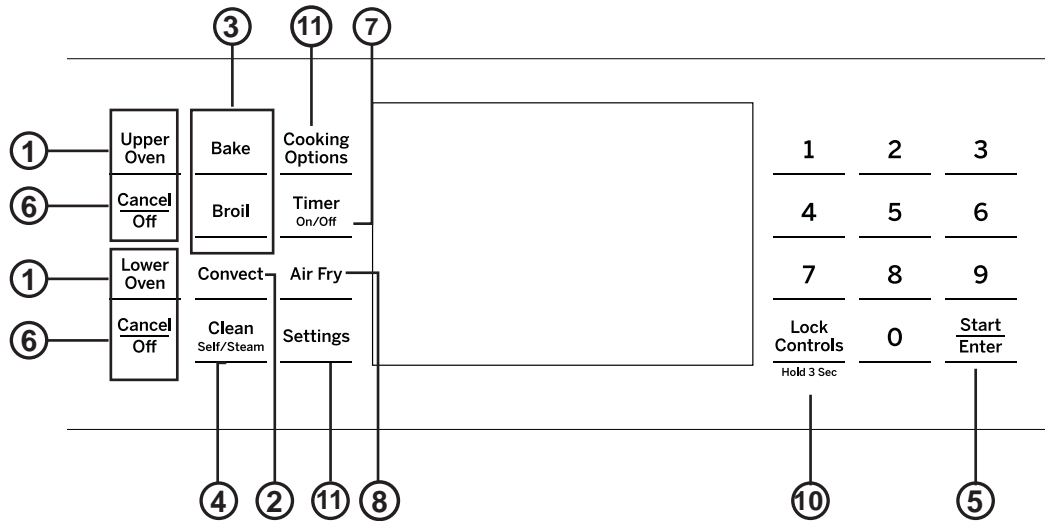 3
11
7
1
Upper
Oven
Bake
Cooking
Options
1
2
3
6
Cancel
Off
Broil
Timer
On/Off
4
5
6
1
Lower
Oven
Convect
Air Fry
7
8
9
6
Cancel
Off
Clean
Self/Steam
Settings
Lock
Controls
Hold 3 Sec
0
Start
Enter
4
2
11
8
10
5